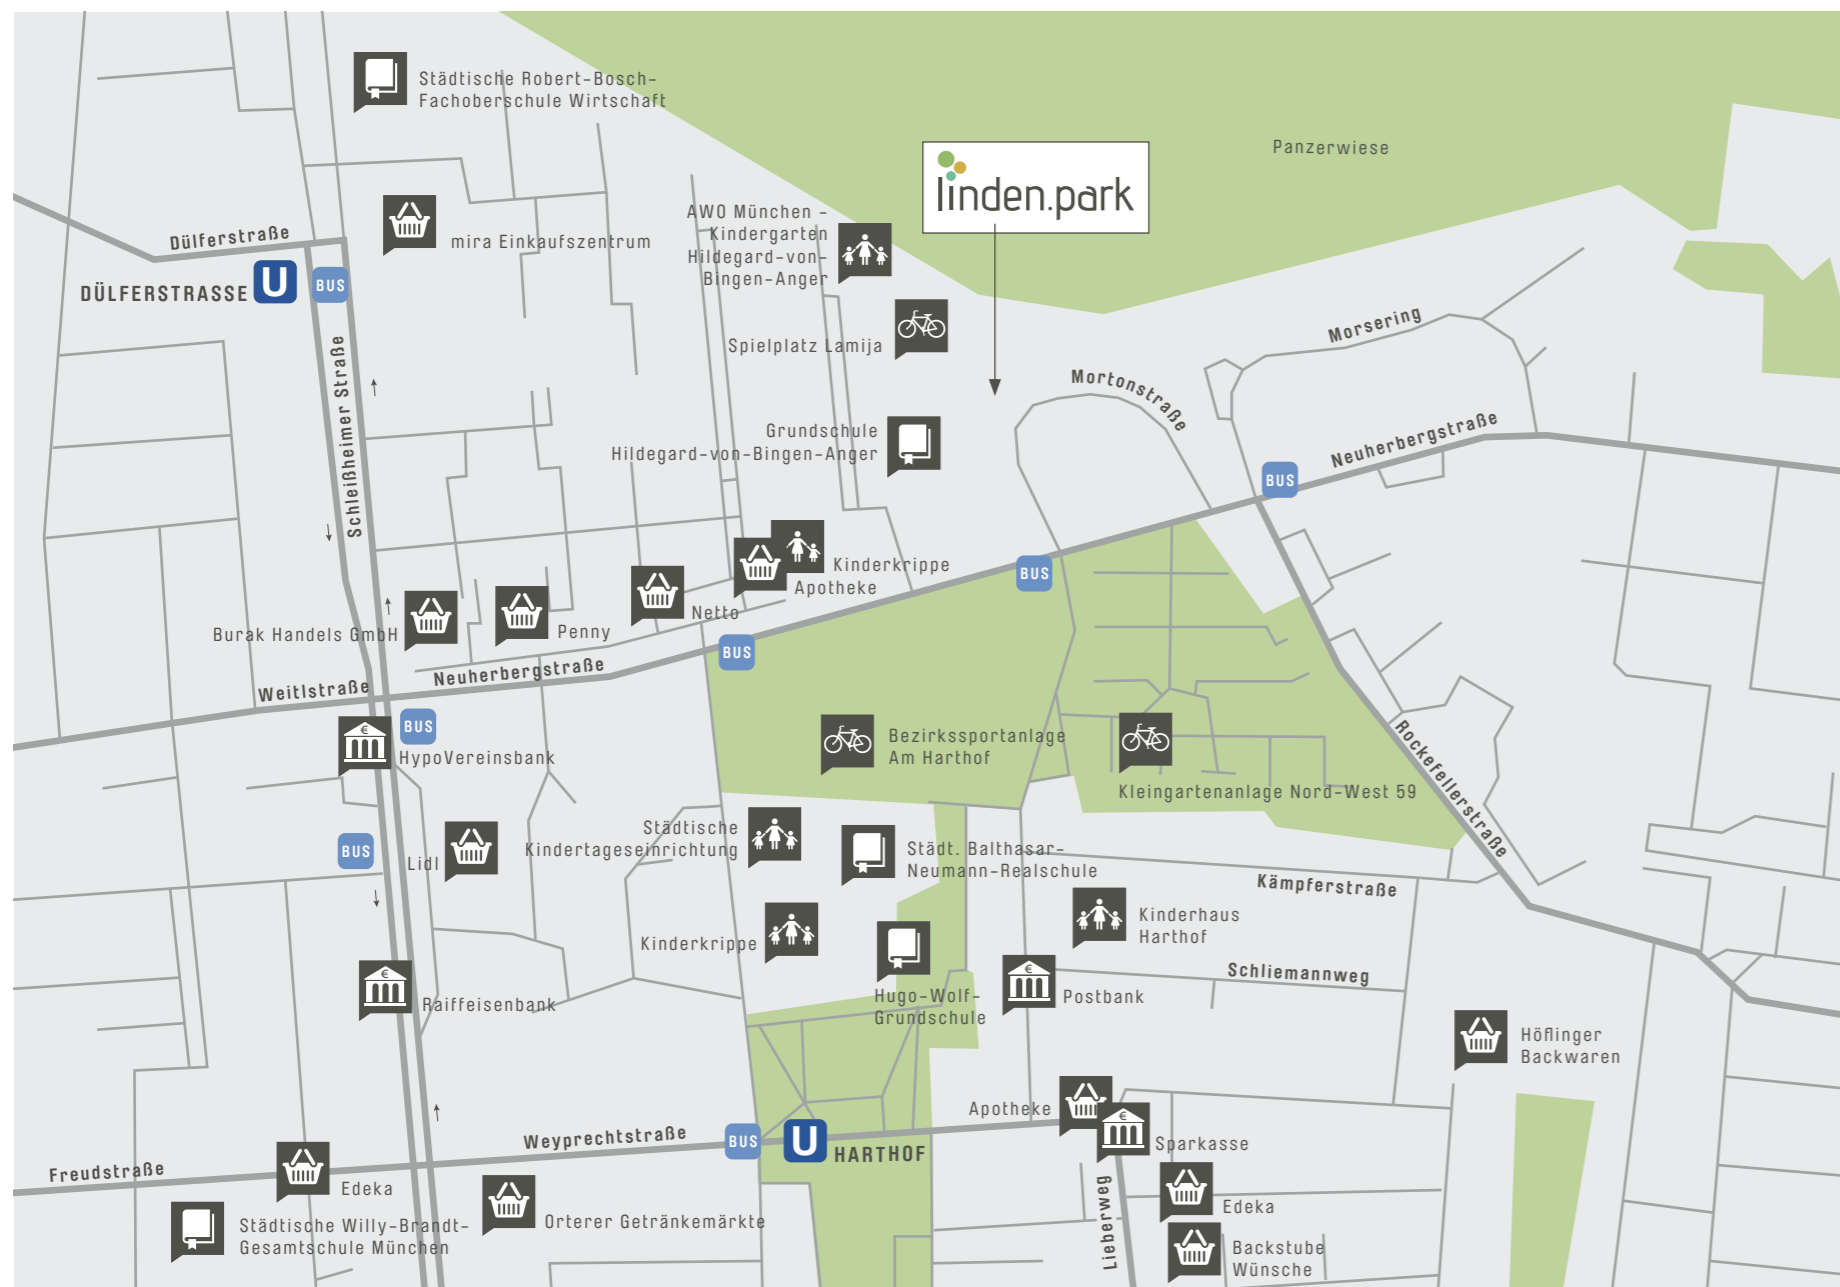 Städtische Robert-Bosch-
Fachoberschule Wirtschaft
Panzerwiese
linden.park
mira Einkaufszentrum
AWO München -
Kindergarten
Hildegard-von-
Bingen-Anger
Dülferstraße
DÜLFERSTRASSE
U
BUS
Spielplatz Lamija
Morsering
Schleißheimer Straße
Mortonstraße
Grundschule
Hildegard-von-Bingen-Anger
Neuherbergstraße
BUS
Kinderkrippe
Apotheke
BUS
Netto
Penny
Burak Handels GmbH
BUS
Neuherbergstraße
Weitlstraße
BUS
HypoVereinsbank
€
Bezirkssportanlage
Am Harthof
Kleingartenanlage Nord-West 59
Rockefellerstraße
BUS
Lidl
Städtische
Kindertageseinrichtung
Städt. Balthasar-
Neumann-Realschule
Kämpferstraße
Kinderhaus
Harthof
Kinderkrippe
Schliemannweg
€
Raiffeisenbank
Hugo-Wolf-
Grundschule
€
Postbank
Höflinger
Backwaren
Apotheke
€
Sparkasse
Weyprechtstraße
BUS
U
HARTHOF
Freudstraße
Edeka
Städtische Willy-Brandt-
Gesamtschule München
Orterer Getränkemärkte
Lieberweg
Edeka
Backstube
Wünsche